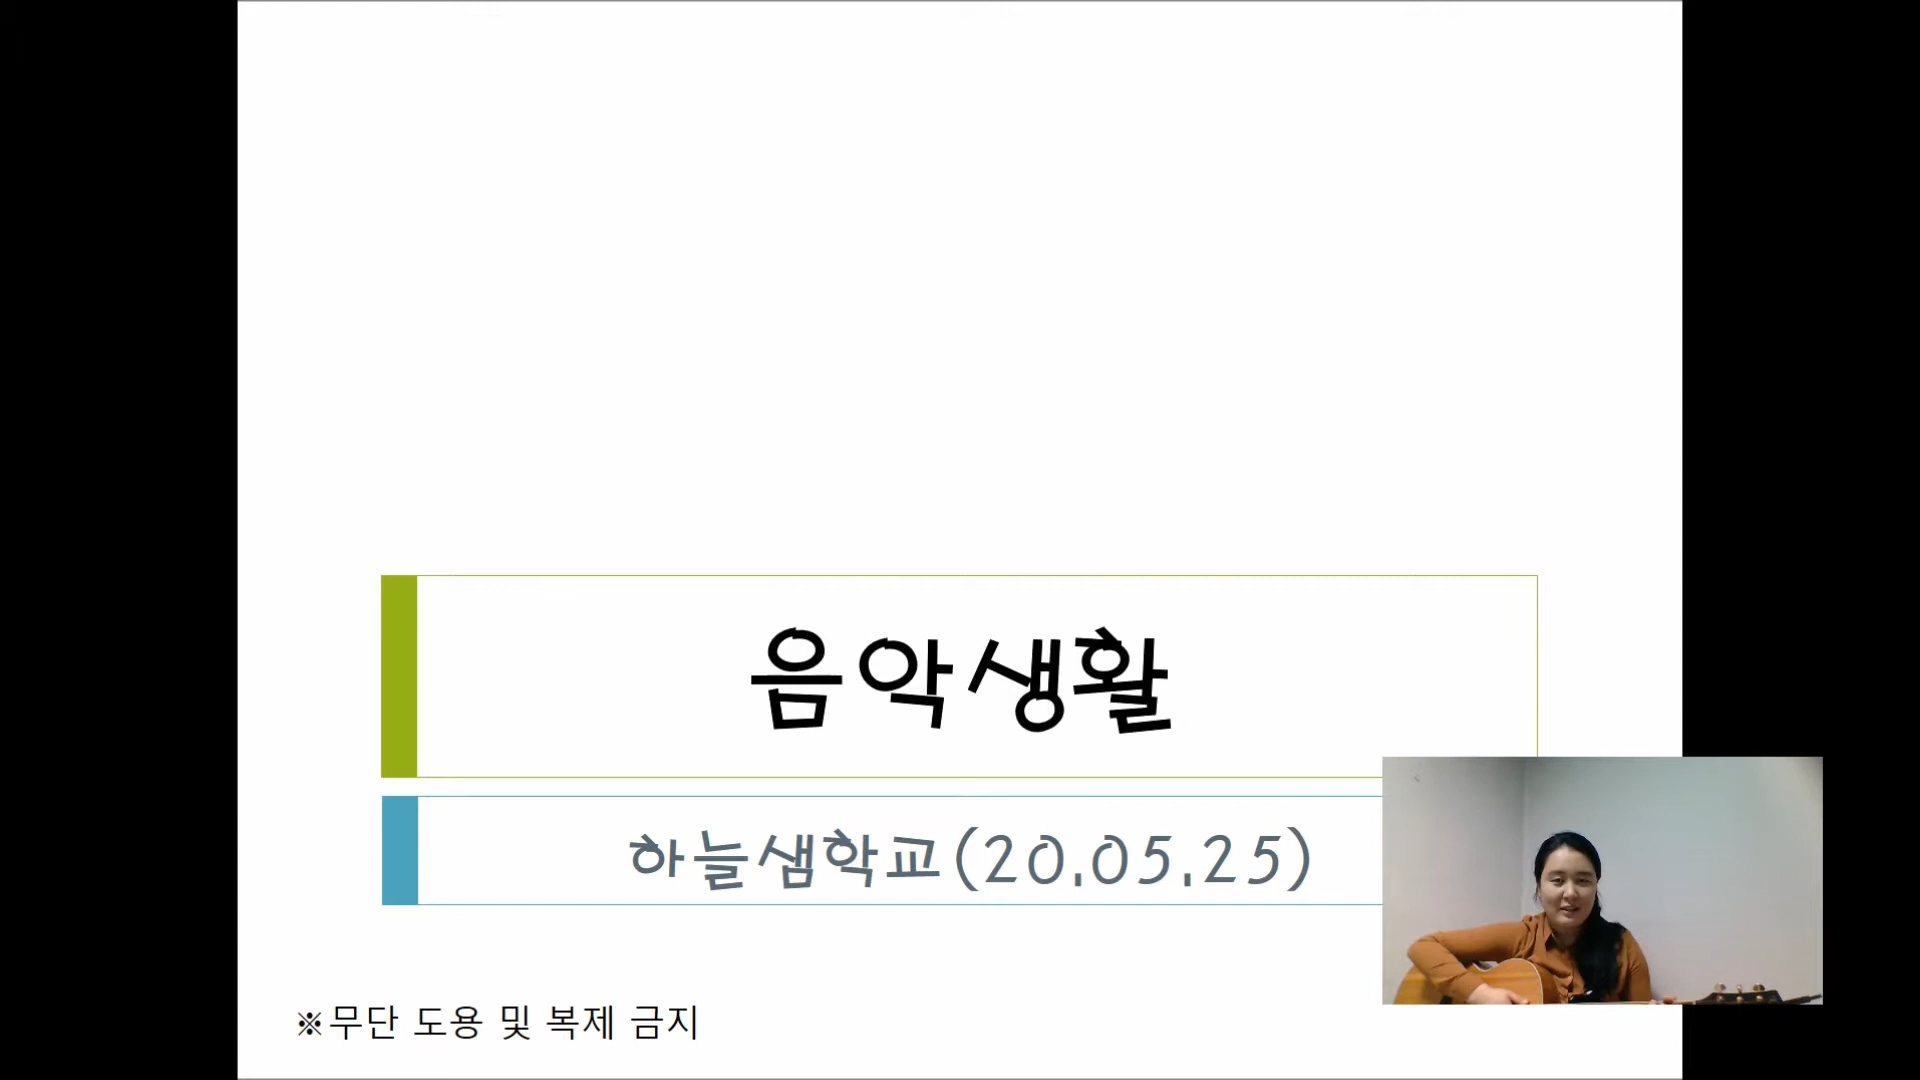 음악생활
하늘샘학교(20.05.25)
※무단 도용 및 복제 금지